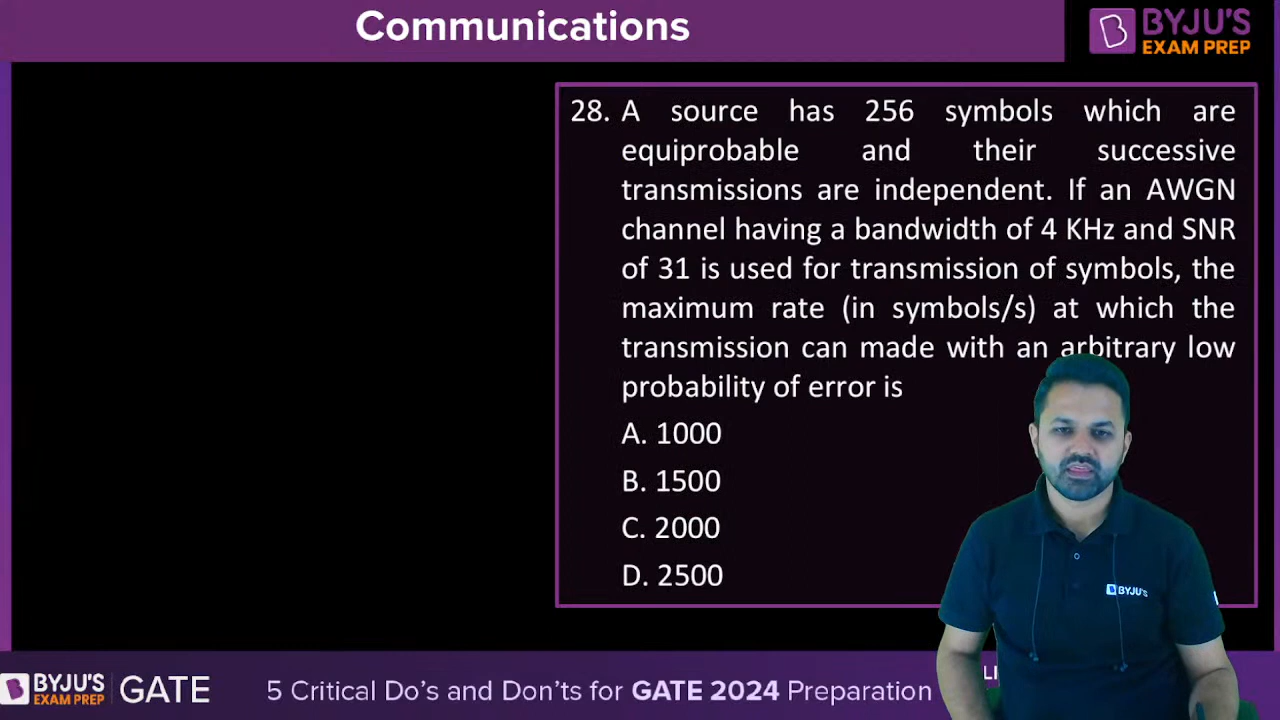 Communications
BYJU'S
EXAM PREP
28. A source has 256 symbols which are
equiprobable and their successive
transmissions are independent. If an AWGN
channel having a bandwidth of 4 KHz and SNR
of 31 is used for transmission of symbols, the
maximum rate (in symbols/s) at which the
transmission can made with an arbitrary low
probability of error is
A. 1000
B. 1500
C. 2000
D. 2500
BYJU'S
BYJU'S
EXAM PREP
GATE
5 Critical Do's and Don'ts for GATE 2024 Preparation